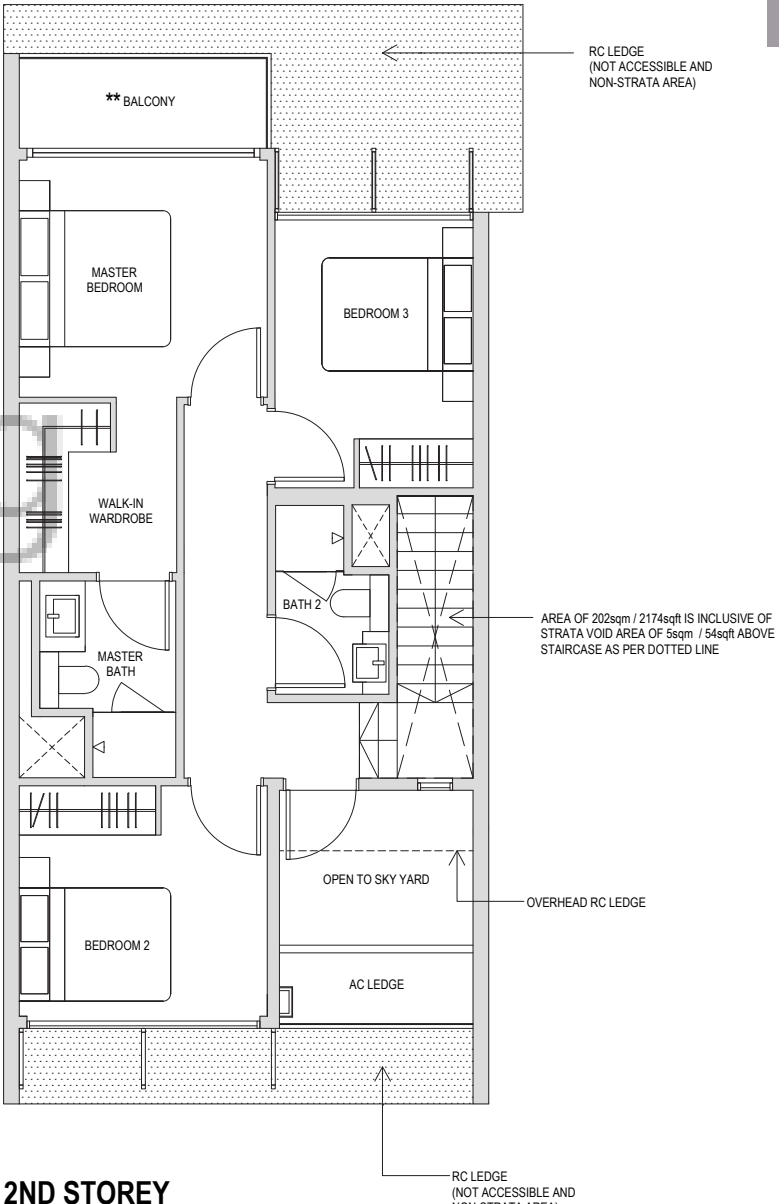 RC LEDGE
(NOT ACCESSIBLE AND
NON-STRATA AREA)
** BALCONY
MASTER
BEDROOM
BEDROOM 3
WALK-IN
WARDROBE
BATH 2
AREA OF 202sqm / 2174sqft IS INCLUSIVE OF
STRATA VOID AREA OF 5sqm / 54sqft ABOVE
STAIRCASE AS PER DOTTED LINE
MASTER
BATH
OPEN TO SKY YARD
OVERHEAD RC LEDGE
BEDROOM 2
AC LEDGE
2ND STOREY
RC LEDGE
(NOT ACCESSIBLE AND
NON-STRATA AREA)